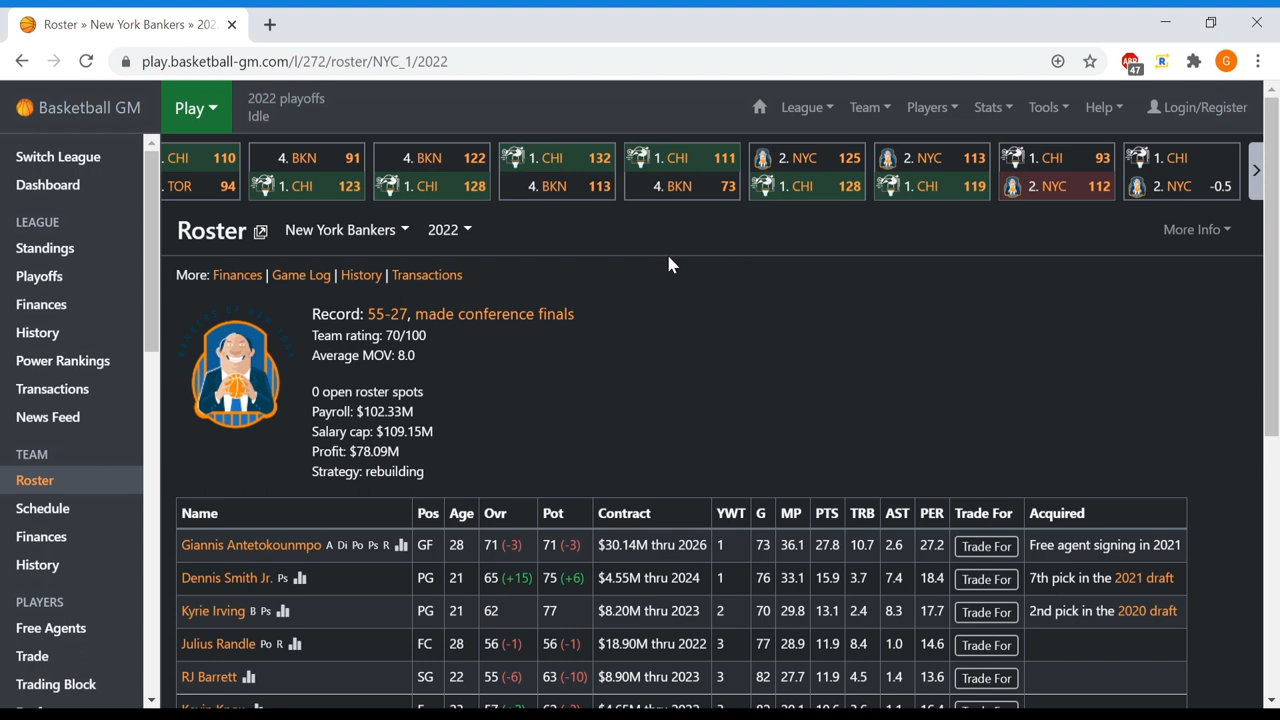 Roster » New York Bankers » 202
play.basketball-gm.com/l/272/roster/NYC_1/2022
47
G
Basketball GM
Play
2022 playoffs
Idle
League
Team
Players
Stats
Tools
Help
Login/Register
. CHI 110
. TOR 94
4. BKN 91
1. CHI 123
4. BKN 122
1. CHI 128
1. CHI 132
4. BKN 113
1. CHI 111
4. BKN 73
2. NYC 125
1. CHI 128
2. NYC 113
1. CHI 119
1. CHI 93
2. NYC 112
1. CHI
2. NYC -0.5
Switch League
Dashboard
LEAGUE
Standings
Playoffs
Finances
History
Power Rankings
Transactions
News Feed
TEAM
Roster
Schedule
Finances
History
PLAYERS
Free Agents
Trade
Trading Block
Roster New York Bankers 2022 More Info
More: Finances | Game Log | History | Transactions
Record: 55-27, made conference finals
Team rating: 70/100
Average MOV: 8.0
0 open roster spots
Payroll: $102.33M
Salary cap: $109.15M
Profit: $78.09M
Strategy: rebuilding
Name Pos Age Ovr Pot Contract YWT G MP PTS TRB AST PER Trade For Acquired
Giannis Antetokounmpo A Di Po Ps R GF 28 71 (-3) 71 (-3) $30.14M thru 2026 1 73 36.1 27.8 10.7 2.6 27.2 Trade For Free agent signing in 2021
Dennis Smith Jr. Ps PG 21 65 (+15) 75 (+6) $4.55M thru 2024 1 76 33.1 15.9 3.7 7.4 18.4 Trade For 7th pick in the 2021 draft
Kyrie Irving B Ps PG 21 62 77 $8.20M thru 2023 2 70 29.8 13.1 2.4 8.3 17.7 Trade For 2nd pick in the 2020 draft
Julius Randle Po R FC 28 56 (-1) 56 (-1) $18.90M thru 2022 3 77 28.9 11.9 8.4 1.0 14.6 Trade For
RJ Barrett SG 22 55 (-6) 63 (-10) $8.90M thru 2023 3 82 27.7 11.9 4.5 1.4 13.6 Trade For